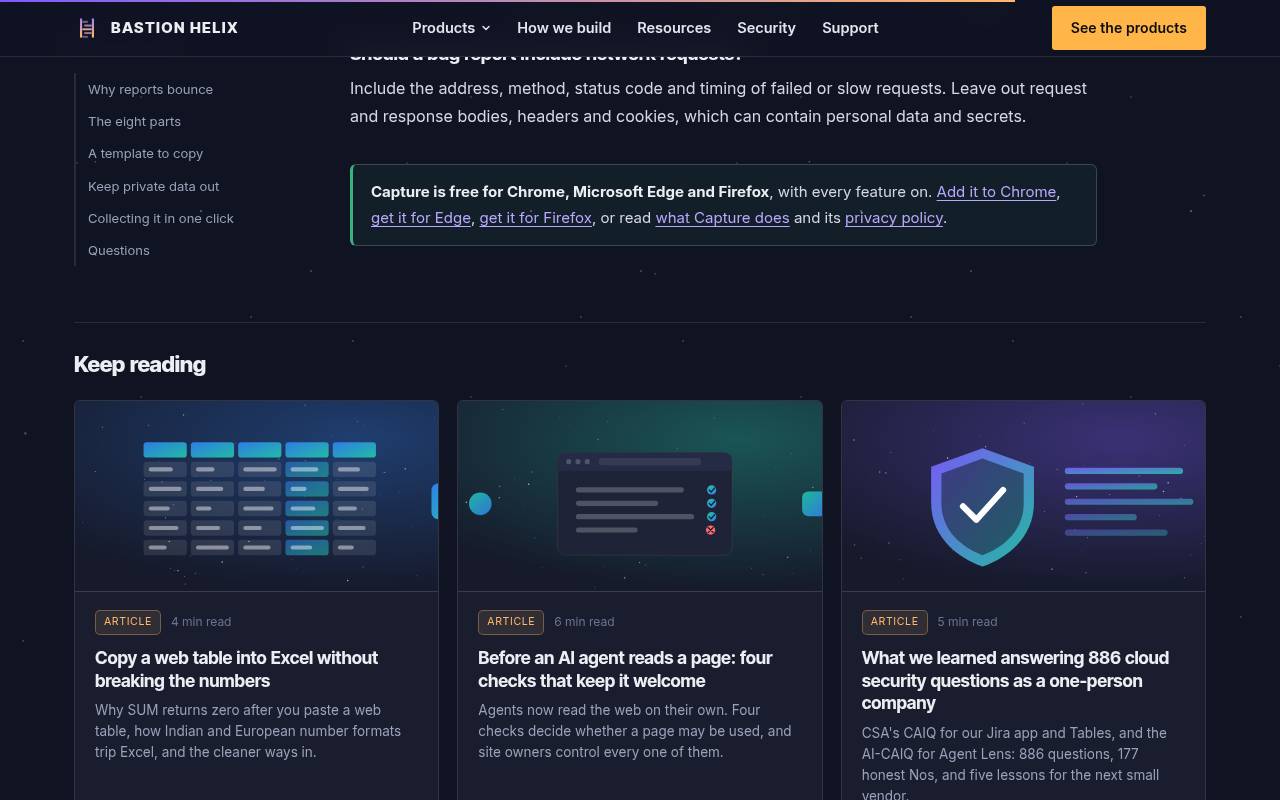 BASTION HELIX
Products
How we build
Resources
Security
Support
See the products
Should a bug report include network requests?
Why reports bounce
The eight parts
A template to copy
Keep private data out
Collecting it in one click
Questions
Include the address, method, status code and timing of failed or slow requests. Leave out request
and response bodies, headers and cookies, which can contain personal data and secrets.
Capture is free for Chrome, Microsoft Edge and Firefox, with every feature on. Add it to Chrome,
get it for Edge, get it for Firefox, or read what Capture does and its privacy policy.
Keep reading
ARTICLE 4 min read
Copy a web table into Excel without
breaking the numbers
Why SUM returns zero after you paste a web
table, how Indian and European number formats
trip Excel, and the cleaner ways in.
ARTICLE 6 min read
Before an AI agent reads a page: four
checks that keep it welcome
Agents now read the web on their own. Four
checks decide whether a page may be used, and
site owners control every one of them.
ARTICLE 5 min read
What we learned answering 886 cloud
security questions as a one-person
company
CSA's CAIQ for our Jira app and Tables, and the
AI-CAIQ for Agent Lens: 886 questions, 177
honest Nos, and five lessons for the next small
vendor.